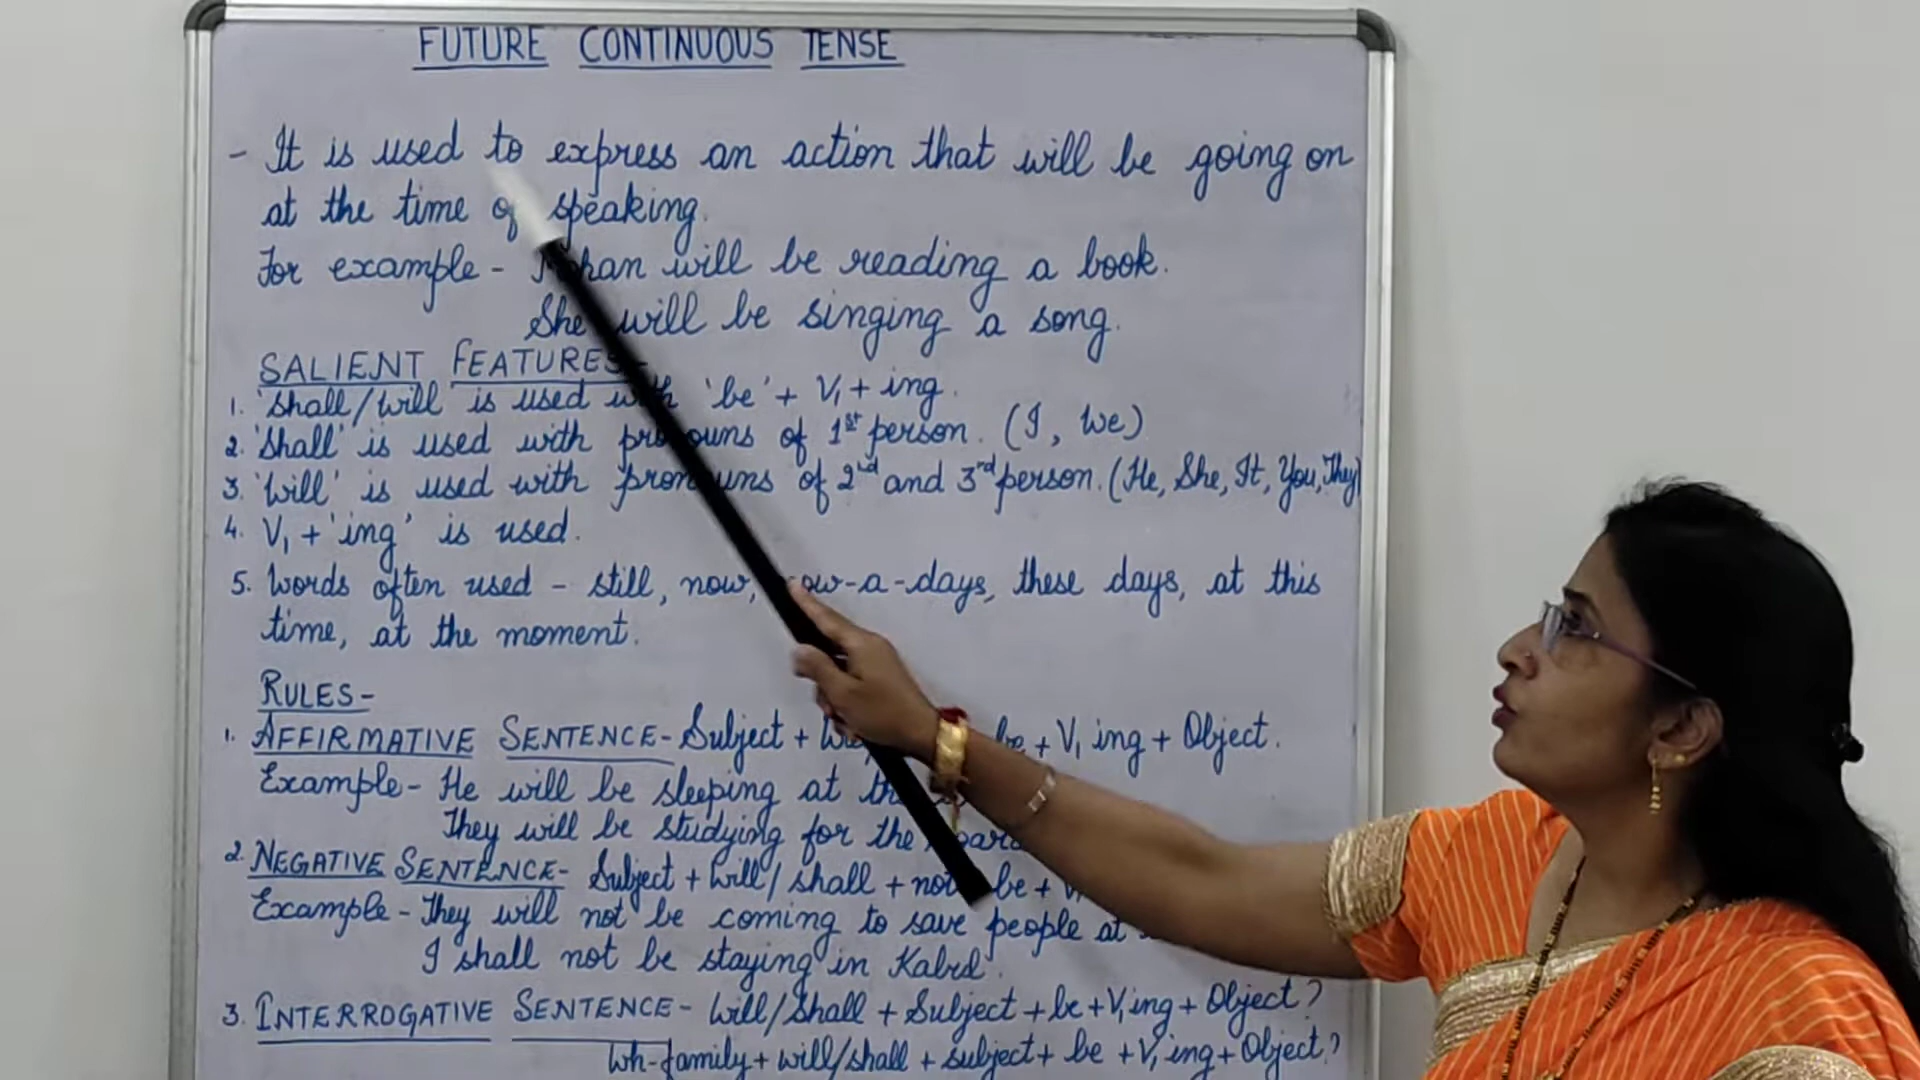 FUTURE CONTINUOUS TENSE
- It is used to express an action that will be going on
at the time of speaking.
For example - Mohan will be reading a book.
She will be singing a song.
SALIENT FEATURES-
1. 'Shall/will' is used with 'be' + V1 + ing.
2. 'Shall' is used with pronouns of 1st person. (I, We)
3. 'Will' is used with pronouns of 2nd and 3rd person. (He, She, It, You, They)
4. V1 + 'ing' is used.
5. Words often used - still, now, now-a-days, these days, at this
time, at the moment.
RULES-
1. AFFIRMATIVE SENTENCE- Subject + be + V1 ing + Object.
Example - He will be sleeping at
They will be studying for the
2. NEGATIVE SENTENCE- Subject + will/shall + not be +
Example - They will not be coming to save people at
I shall not be staying in Kabul.
3. INTERROGATIVE SENTENCE- Will/Shall + Subject + be + V1 ing + Object?
Wh-family + will/shall + subject + be + V1 ing + Object?